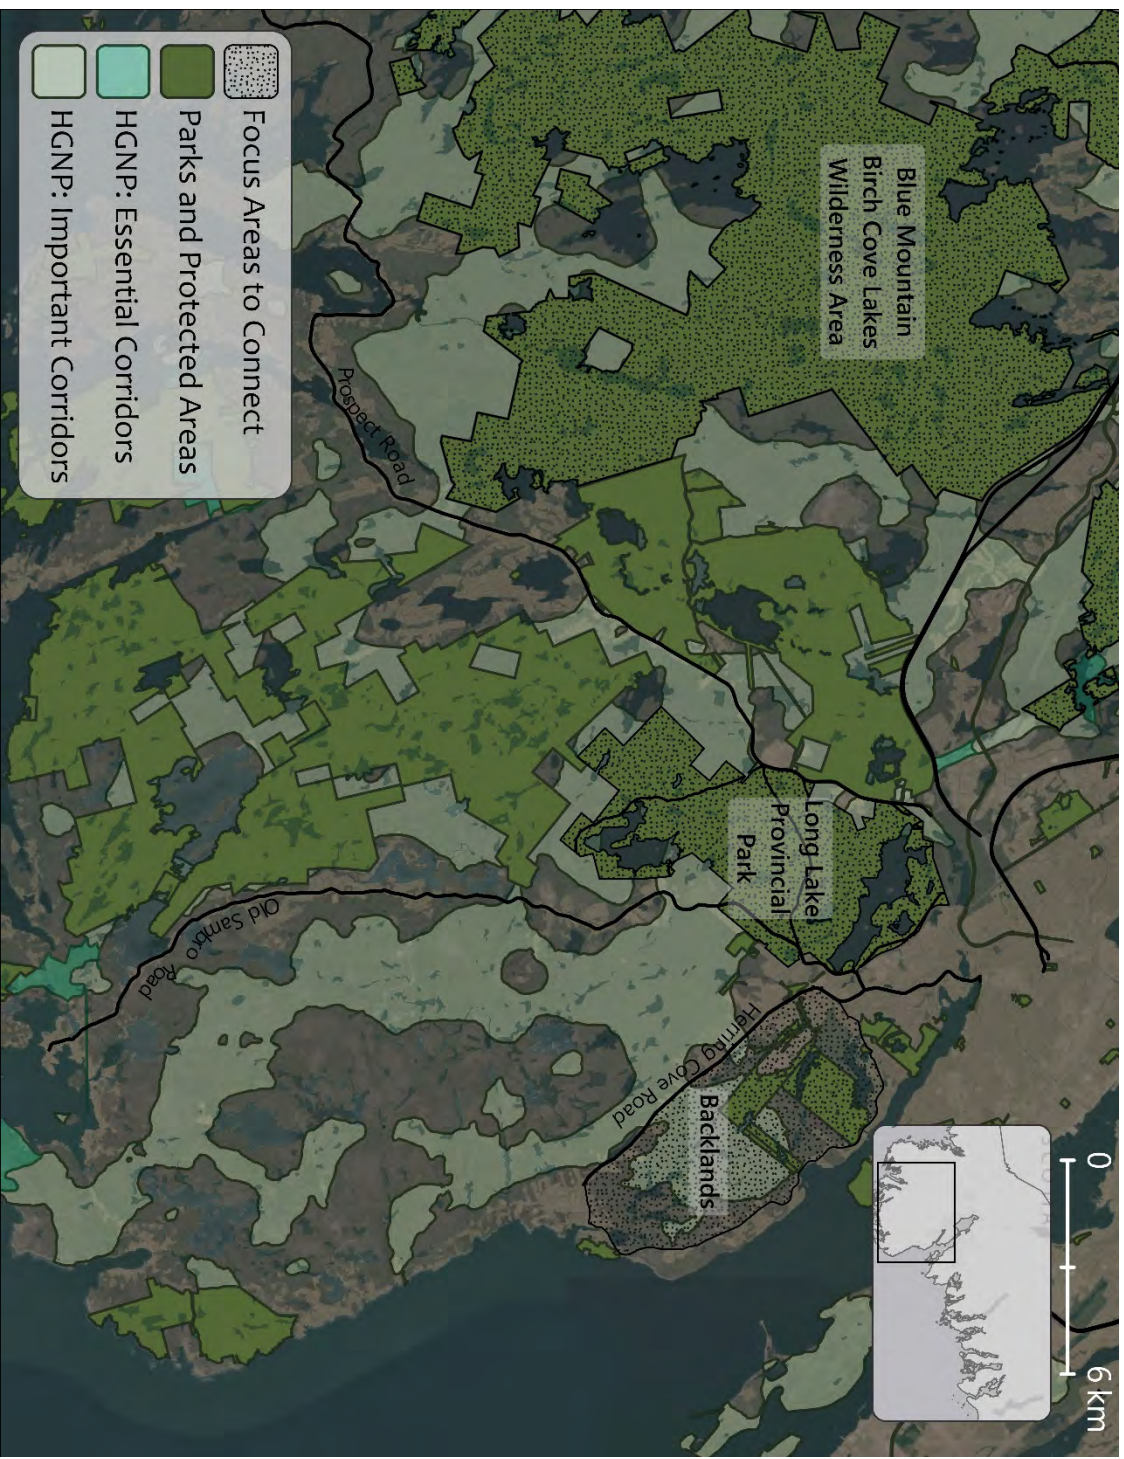 Blue Mountain
Birch Cove Lakes
Wilderness Area
Long Lake
Provincial
Park
Backlands
Prospect Road
Old Sambro Road
Herring Cove Road
0
6 km
Focus Areas to Connect
Parks and Protected Areas
HGNP: Essential Corridors
HGNP: Important Corridors